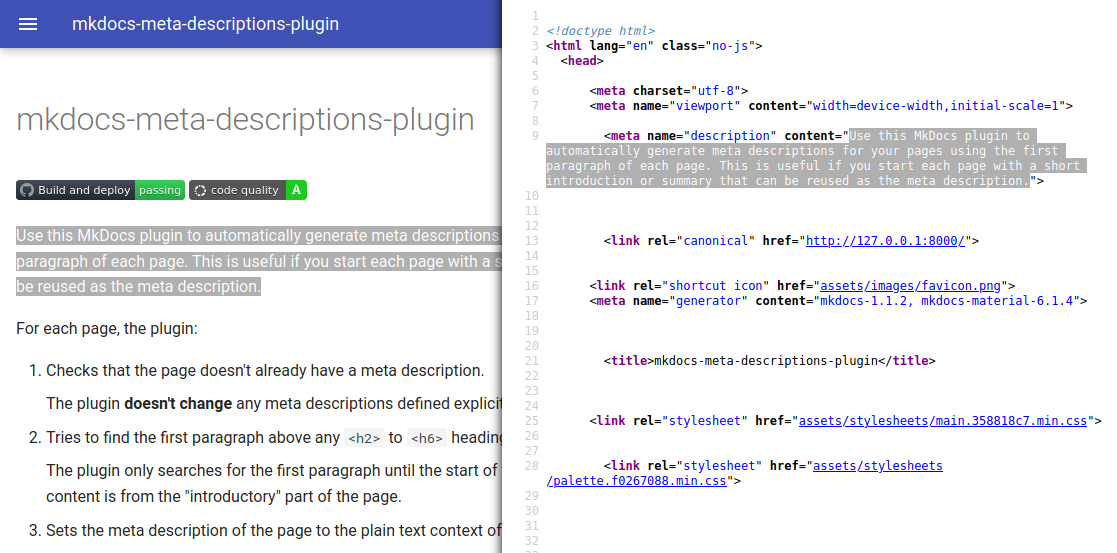 mkdocs-meta-descriptions-plugin
mkdocs-meta-descriptions-plugin
Build and deploy passing code quality A
Use this MkDocs plugin to automatically generate meta descriptions
paragraph of each page. This is useful if you start each page with a s
be reused as the meta description.
For each page, the plugin:
1. Checks that the page doesn't already have a meta description.
The plugin doesn't change any meta descriptions defined explicit
2. Tries to find the first paragraph above any <h2> to <h6> heading
The plugin only searches for the first paragraph until the start of
content is from the "introductory" part of the page.
3. Sets the meta description of the page to the plain text context of
1
2 <!doctype html>
3 <html lang="en" class="no-js">
4 <head>
5
6 <meta charset="utf-8">
7 <meta name="viewport" content="width=device-width,initial-scale=1">
8
9 <meta name="description" content="Use this MkDocs plugin to
automatically generate meta descriptions for your pages using the first
paragraph of each page. This is useful if you start each page with a short
introduction or summary that can be reused as the meta description.">
10
11
12
13 <link rel="canonical" href="http://127.0.0.1:8000/">
14
15
16 <link rel="shortcut icon" href="assets/images/favicon.png">
17 <meta name="generator" content="mkdocs-1.1.2, mkdocs-material-6.1.4">
18
19
20
21 <title>mkdocs-meta-descriptions-plugin</title>
22
23
24
25 <link rel="stylesheet" href="assets/stylesheets/main.358818c7.min.css">
26
27
28 <link rel="stylesheet" href="assets/stylesheets
/palette.f0267088.min.css">
29
30
31
32